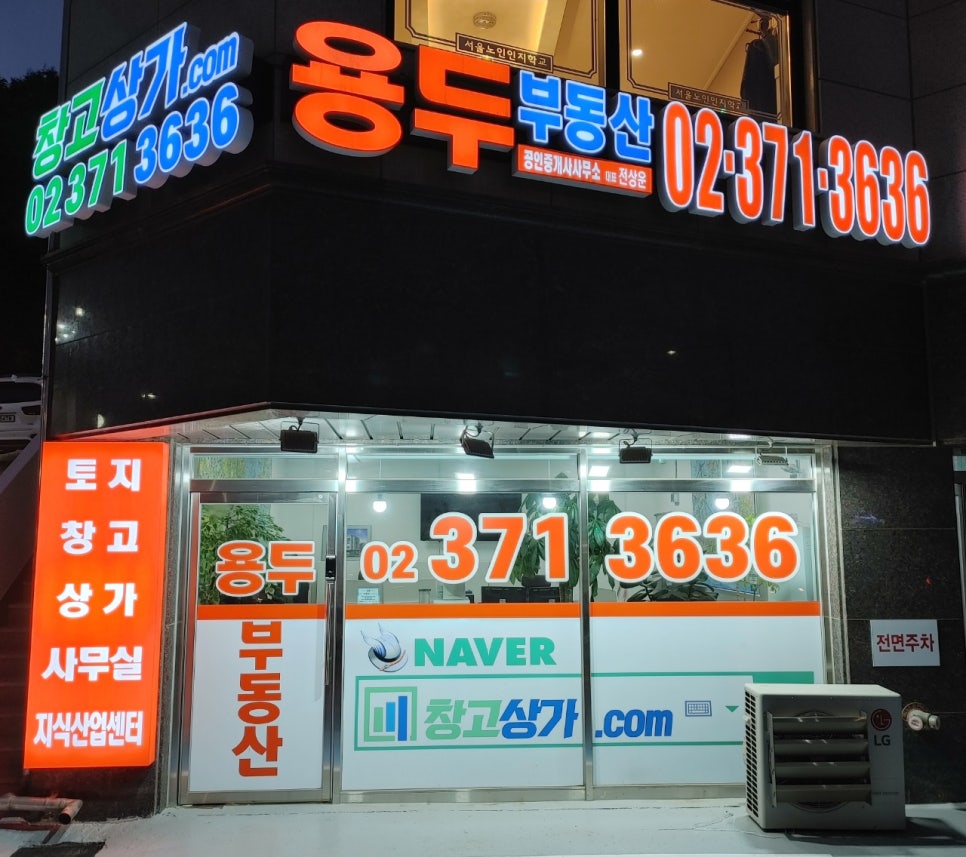 서울노인인지학교
서울노인인지학교
창고상가.com
02 371 3636
용두부동산 02·371·3636
공인중개사사무소 대표 전상운
토지
창고
상가
사무실
지식산업센터
용두
부동산
02 371 3636
NAVER
창고상가.com
전면주차
LG